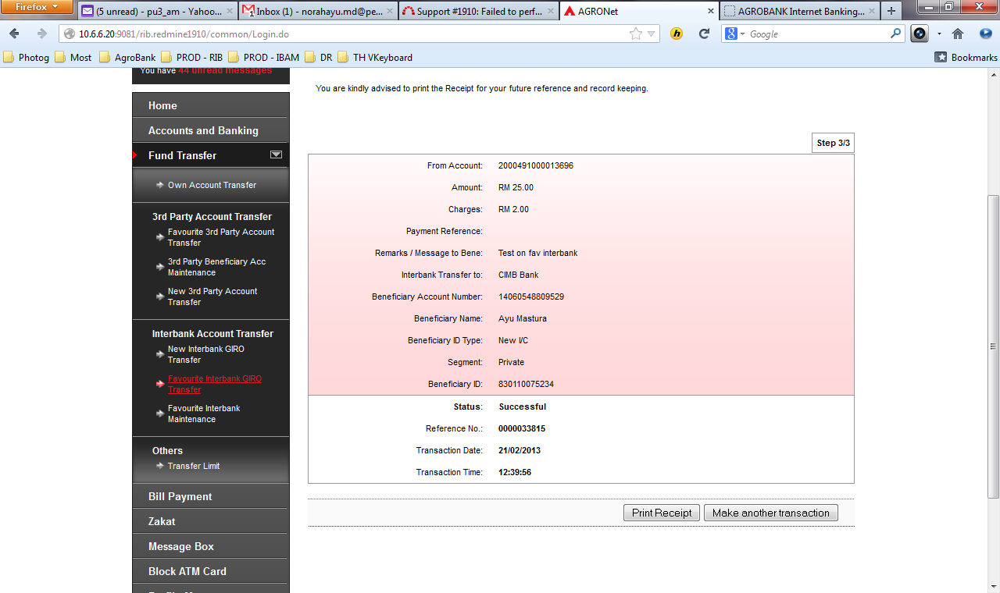 Firefox
(5 unread) - pu3_am - Yahoo...
Inbox (1) - norahayu.md@pe...
Support #1910: Failed to perf...
AGRONet
AGROBANK Internet Banking...
10.6.6.20:9081/rib.redmine1910/common/Login.do
Google
Photog
Most
AgroBank
PROD - RIB
PROD - IBAM
DR
TH VKeyboard
Bookmarks
You have 44 unread messages
Home
Accounts and Banking
Fund Transfer
Own Account Transfer
3rd Party Account Transfer
Favourite 3rd Party Account
Transfer
3rd Party Beneficiary Acc
Maintenance
New 3rd Party Account
Transfer
Interbank Account Transfer
New Interbank GIRO
Transfer
Favourite Interbank GIRO
Transfer
Favourite Interbank
Maintenance
Others
Transfer Limit
Bill Payment
Zakat
Message Box
Block ATM Card
You are kindly advised to print the Receipt for your future reference and record keeping.
Step 3/3
From Account: 2000491000013696
Amount: RM 25.00
Charges: RM 2.00
Payment Reference:
Remarks / Message to Bene: Test on fav interbank
Interbank Transfer to: CIMB Bank
Beneficiary Account Number: 14060548809529
Beneficiary Name: Ayu Mastura
Beneficiary ID Type: New I/C
Segment: Private
Beneficiary ID: 830110075234
Status: Successful
Reference No.: 0000033815
Transaction Date: 21/02/2013
Transaction Time: 12:39:56
Print Receipt
Make another transaction